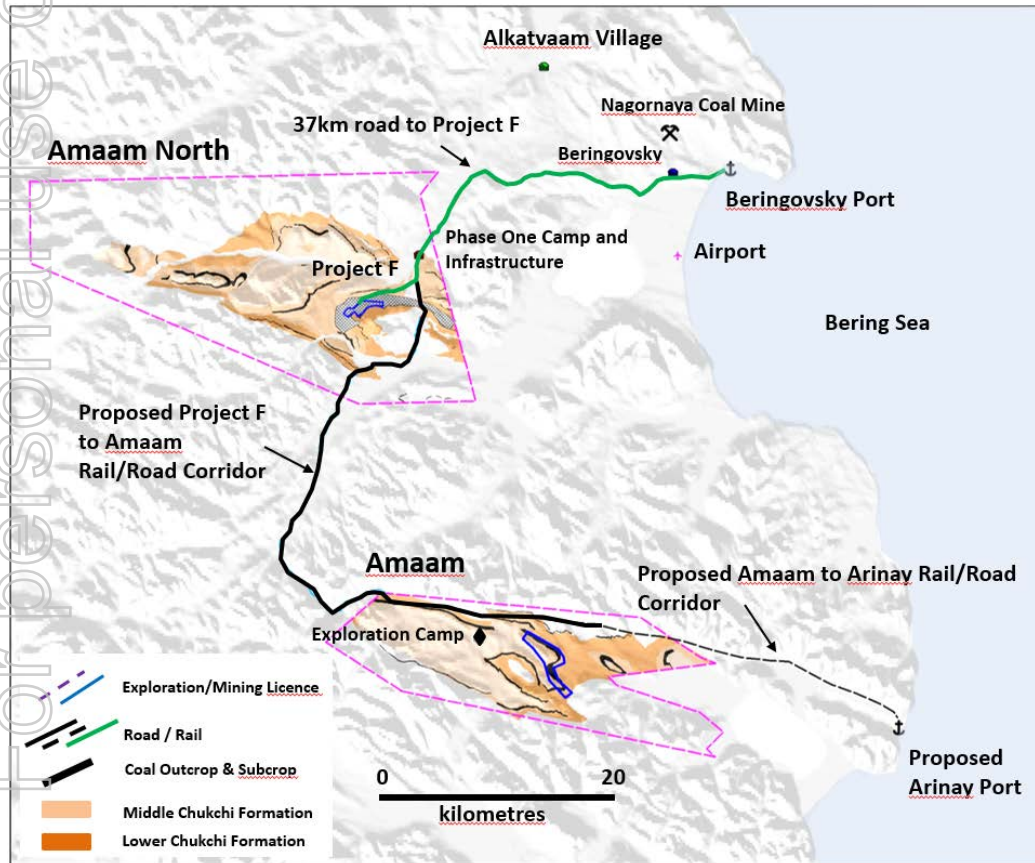 For personal use
Alkatvaam Village
Nagornaya Coal Mine
37km road to Project F
Amaam North
Beringovsky
Beringovsky Port
Phase One Camp and
Infrastructure
Airport
Project F
Bering Sea
Proposed Project F
to Amaam
Rail/Road Corridor
Amaam
Proposed Amaam to Arinay Rail/Road
Corridor
Exploration Camp
Proposed
Arinay Port
Exploration/Mining Licence
Road / Rail
Coal Outcrop & Subcrop
Middle Chukchi Formation
Lower Chukchi Formation
0 20
kilometres